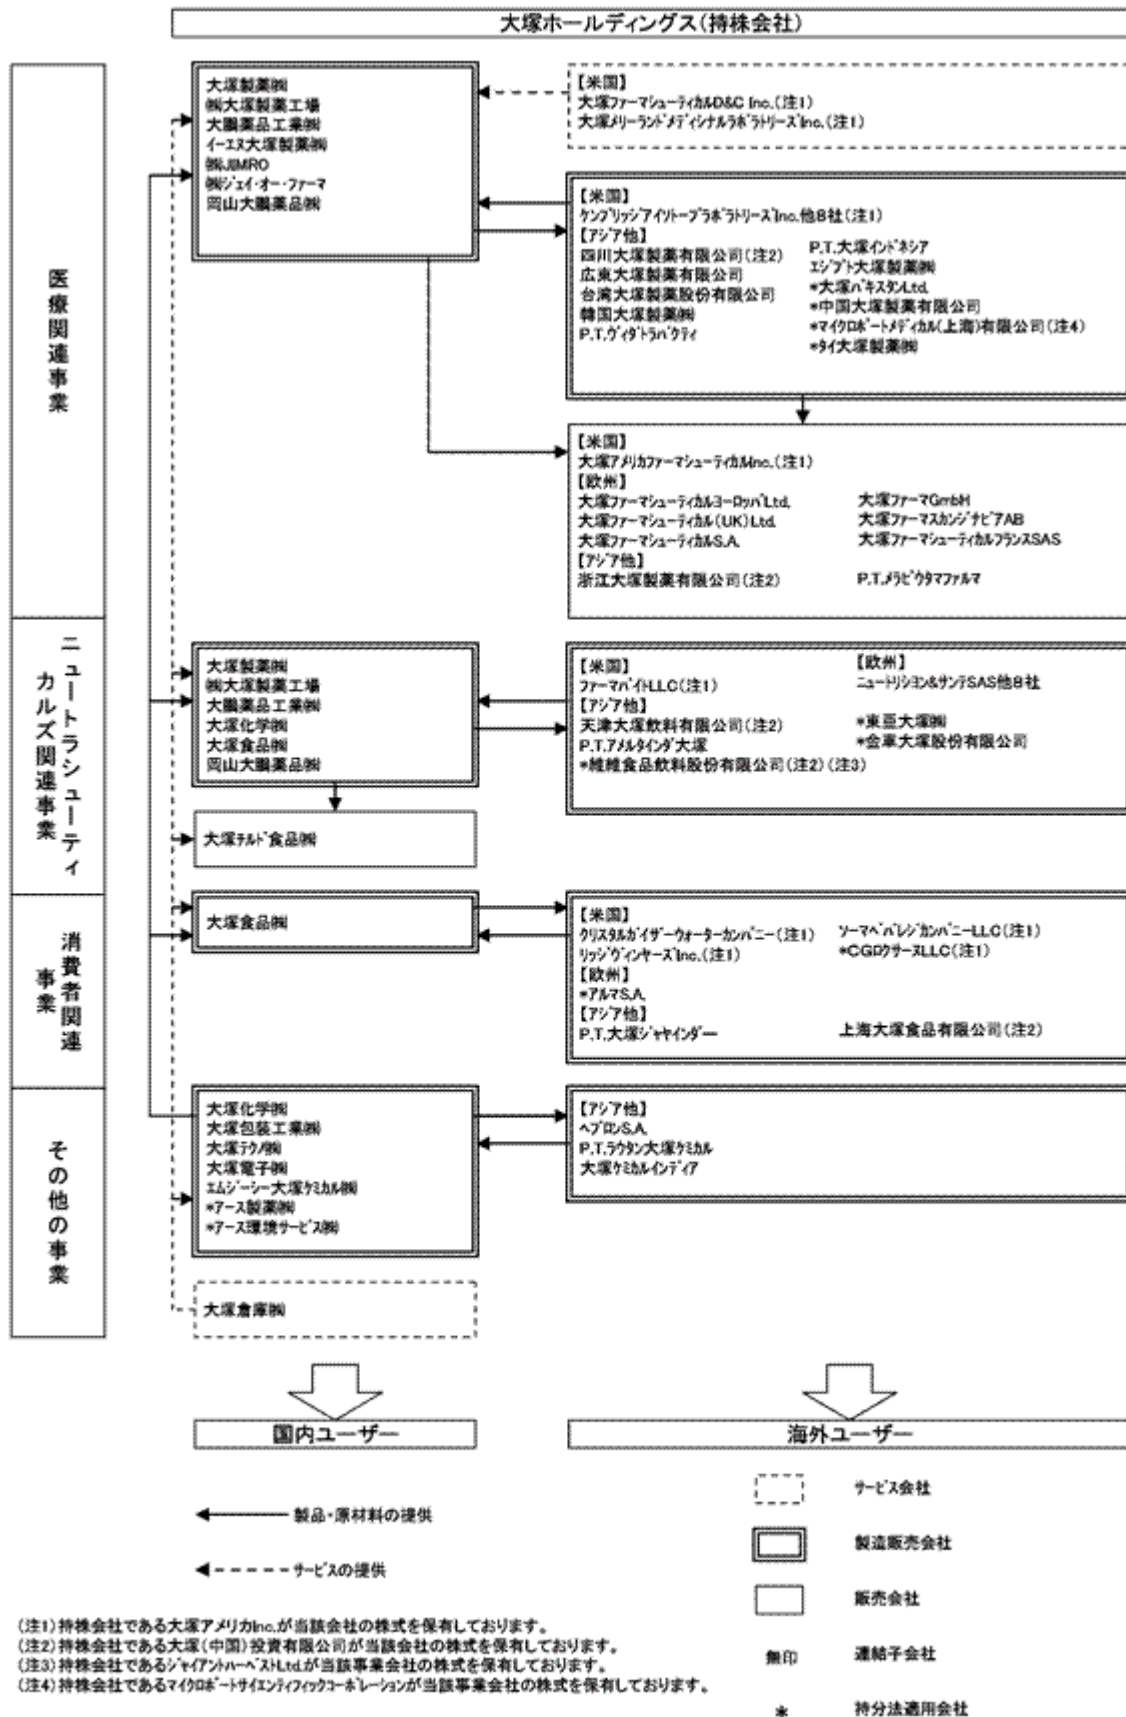 大塚ホールディングス(持株会社)
医療関連事業
大塚製薬㈱
㈱大塚製薬工場
大鵬薬品工業㈱
イーエヌ大塚製薬㈱
㈱JIMRO
㈱ジェイ・オー・ファーマ
岡山大鵬薬品㈱
【米国】
大塚ファーマシューティカルD&C Inc.(注1)
大塚メリーランドメディシナルラボラトリーズInc.(注1)
【米国】
ケンブリッジアイソトープラボラトリーズInc.他8社(注1)
【アジア他】
四川大塚製薬有限公司(注2)
広東大塚製薬有限公司
台湾大塚製薬股份有限公司
韓国大塚製薬㈱
P.T.ヴィダトラバクティ
P.T.大塚インドネシア
エジプト大塚製薬㈱
*大塚パキスタンLtd.
*中国大塚製薬有限公司
*マイクロポートメディカル(上海)有限公司(注4)
*タイ大塚製薬㈱
【米国】
大塚アメリカファーマシューティカルInc.(注1)
【欧州】
大塚ファーマシューティカルヨーロッパLtd.
大塚ファーマシューティカル(UK)Ltd.
大塚ファーマシューティカルS.A.
大塚ファーマGmbH
大塚ファーマスカンジナビアAB
大塚ファーマシューティカルフランスSAS
【アジア他】
浙江大塚製薬有限公司(注2)
P.T.メラピウタマファルマ
ニュートラシューティカルズ関連事業
大塚製薬㈱
㈱大塚製薬工場
大鵬薬品工業㈱
大塚化学㈱
大塚食品㈱
岡山大鵬薬品㈱
大塚チルド食品㈱
【米国】
ファーマバイトLLC(注1)
【アジア他】
天津大塚飲料有限公司(注2)
P.T.アメルタインダ大塚
*維維食品飲料股份有限公司(注2)(注3)
【欧州】
ニュートリション&サンテSAS他8社
*東亜大塚㈱
*金車大塚股份有限公司
消費者関連事業
大塚食品㈱
【米国】
クリスタルガイザーウォーターカンパニー(注1)
リッジヴィンヤーズInc.(注1)
ソーマベバレジカンパニーLLC(注1)
*CGロクサーヌLLC(注1)
【欧州】
*アルマS.A.
【アジア他】
P.T.大塚ジャヤインダー
上海大塚食品有限公司(注2)
その他の事業
大塚化学㈱
大塚包装工業㈱
大塚テクノ㈱
大塚電子㈱
エムジーシー大塚ケミカル㈱
*アース製薬㈱
*アース環境サービス㈱
大塚倉庫㈱
【アジア他】
ヘブロンS.A.
P.T.ラウタン大塚ケミカル
大塚ケミカルインディア
国内ユーザー
海外ユーザー
製品・原材料の提供
サービスの提供
サービス会社
製造販売会社
販売会社
無印 連結子会社
* 持分法適用会社
(注1)持株会社である大塚アメリカInc.が当該会社の株式を保有しております。
(注2)持株会社である大塚(中国)投資有限公司が当該会社の株式を保有しております。
(注3)持株会社であるジャイアントハーベストLtd.が当該事業会社の株式を保有しております。
(注4)持株会社であるマイクロポートサイエンティフィックコーポレーションが当該事業会社の株式を保有しております。